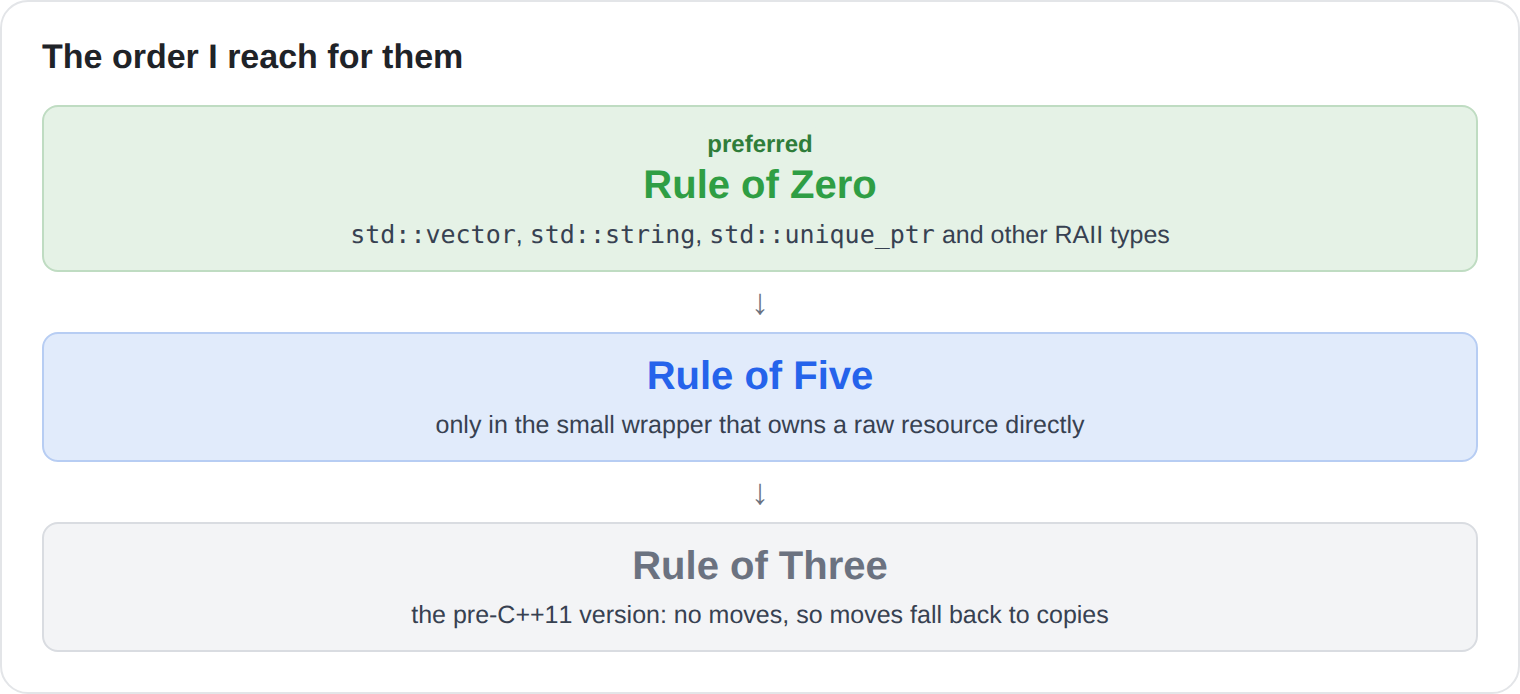 The order I reach for them
preferred
Rule of Zero
std::vector, std::string, std::unique_ptr and other RAII types
↓
Rule of Five
only in the small wrapper that owns a raw resource directly
↓
Rule of Three
the pre-C++11 version: no moves, so moves fall back to copies